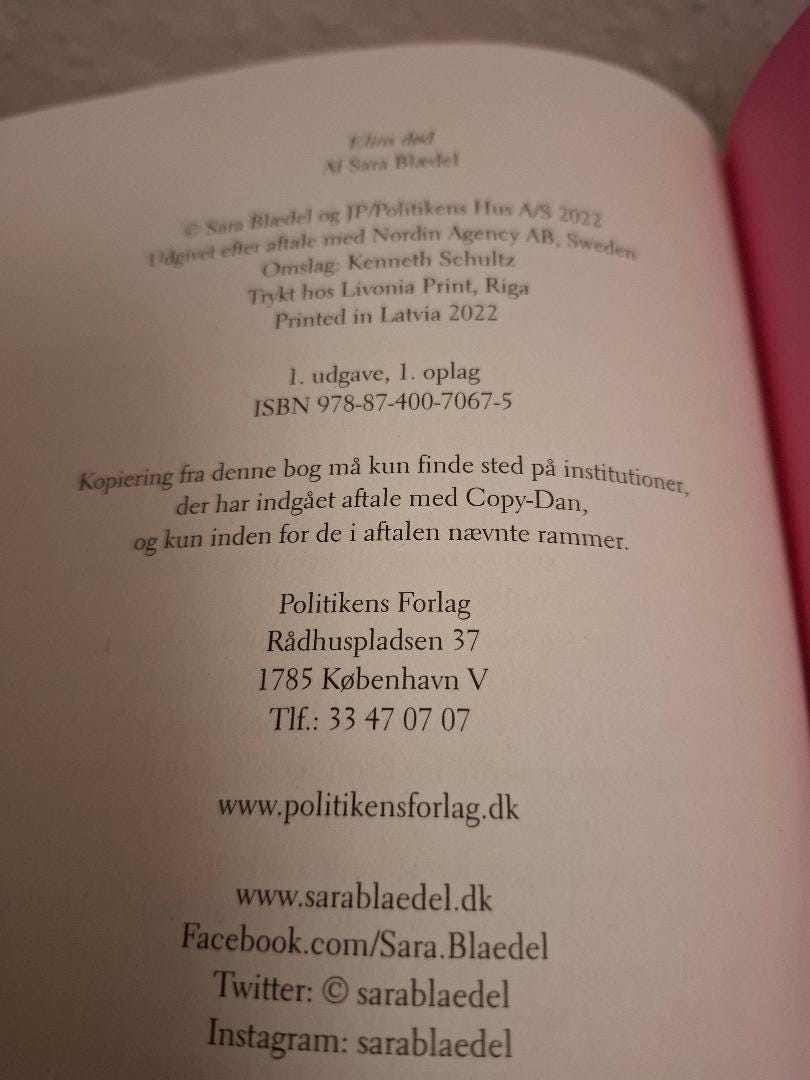 Elins død
Af Sara Blædel
© Sara Blædel og JP/Politikens Hus A/S 2022
Udgivet efter aftale med Nordin Agency AB, Sweden
Omslag: Kenneth Schultz
Trykt hos Livonia Print, Riga
Printed in Latvia 2022
1. udgave, 1. oplag
ISBN 978-87-400-7067-5
Kopiering fra denne bog må kun finde sted på institutioner,
der har indgået aftale med Copy-Dan,
og kun inden for de i aftalen nævnte rammer.
Politikens Forlag
Rådhuspladsen 37
1785 København V
Tlf.: 33 47 07 07
www.politikensforlag.dk
www.sarablaedel.dk
Facebook.com/Sara.Blaedel
Twitter: © sarablaedel
Instagram: sarablaedel